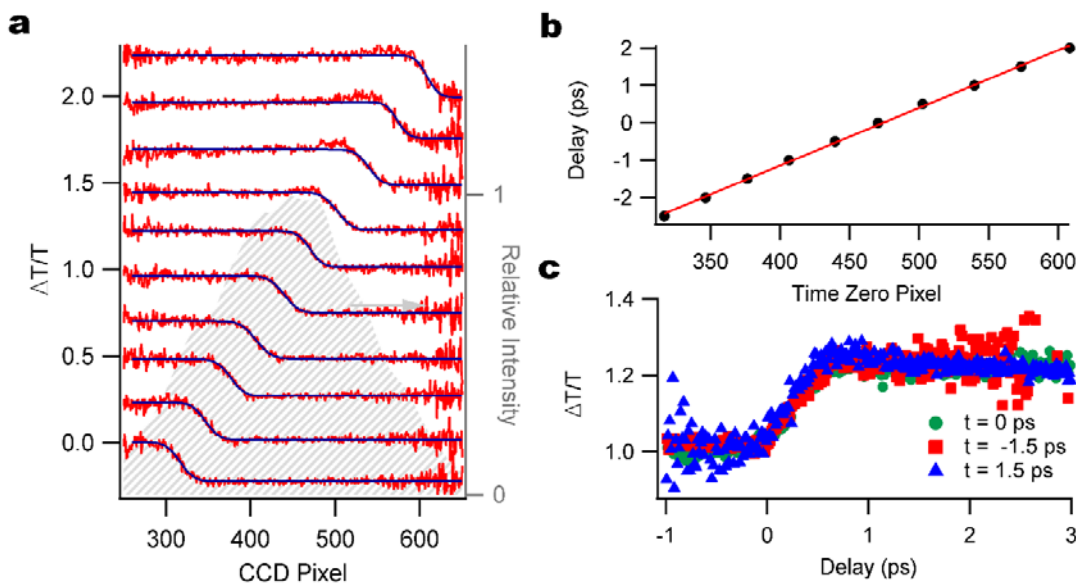 a
ΔT/T
2.0
1.5
1.0
0.5
0.0
1
0
Relative Intensity
300 400 500 600
CCD Pixel
b
Delay (ps)
2
1
0
-1
-2
350 400 450 500 550 600
Time Zero Pixel
c
ΔT/T
1.4
1.2
1.0
t = 0 ps
t = -1.5 ps
t = 1.5 ps
-1 0 1 2 3
Delay (ps)